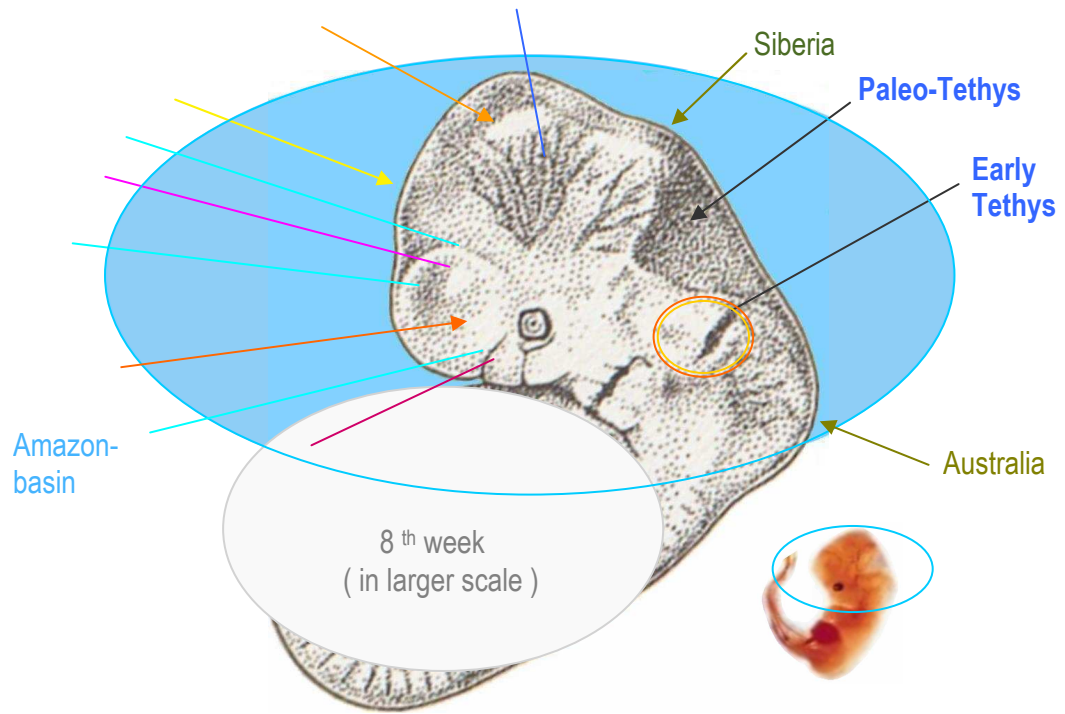 Siberia
Paleo-Tethys
Early
Tethys
Amazon-
basin
Australia
8 th week
( in larger scale )